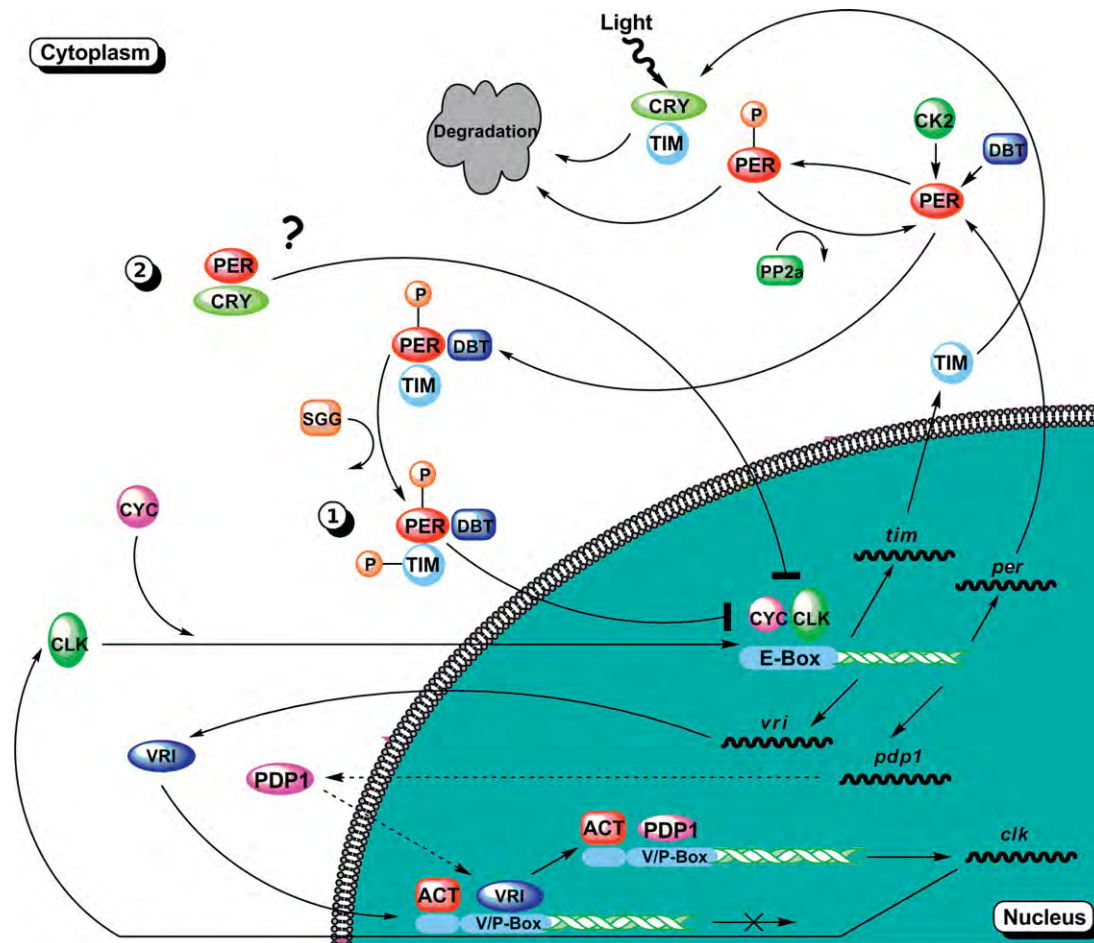 Light
Cytoplasm
CRY
P
CK2
Degradation
TIM
DBT
PER
PER
?
2
PER
PP2a
CRY
P
PER
DBT
TIM
TIM
SGG
P
CYC
1
PER
DBT
tim
P
TIM
per
CYC
CLK
CLK
E-Box
vri
VRI
pdp1
PDP1
ACT
PDP1
clk
V/P-Box
ACT
VRI
V/P-Box
Nucleus